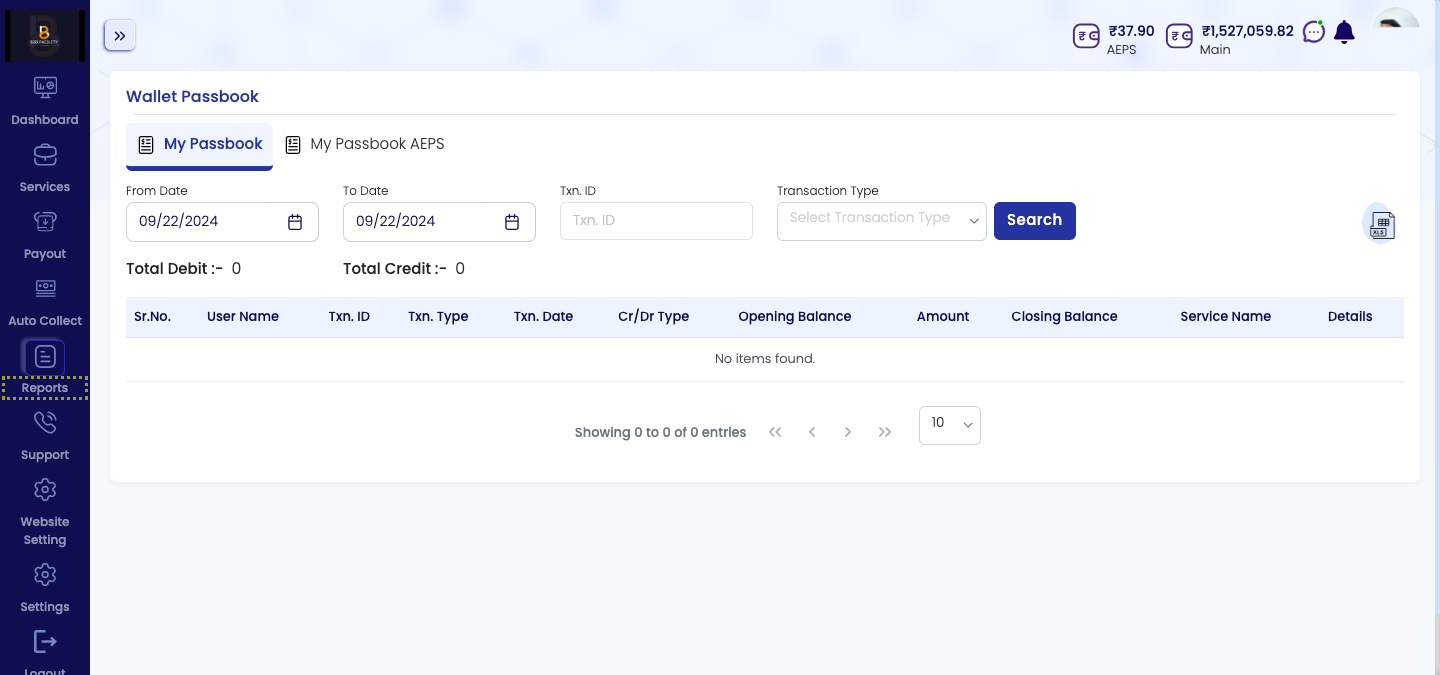 B2B FACILITY
₹37.90
AEPS
₹1,527,059.82
Main
Dashboard
Services
Payout
Auto Collect
Reports
Support
Website
Setting
Settings
Logout
Wallet Passbook
My Passbook
My Passbook AEPS
From Date
To Date
Txn. ID
Transaction Type
09/22/2024
09/22/2024
Txn. ID
Select Transaction Type
Search
XLS
Total Debit :- 0
Total Credit :- 0
Sr.No. User Name Txn. ID Txn. Type Txn. Date Cr/Dr Type Opening Balance Amount Closing Balance Service Name Details
No items found.
Showing 0 to 0 of 0 entries
10